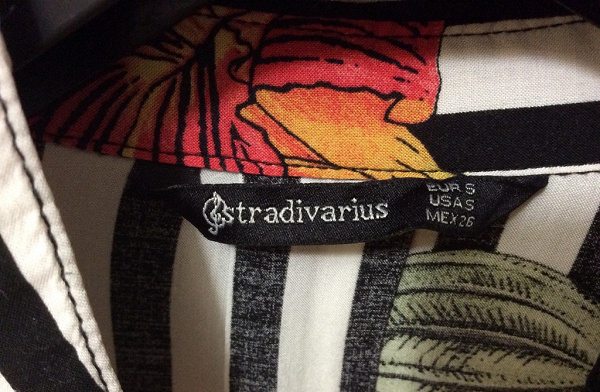 stradivarius
EUR S
USA S
MEX 26